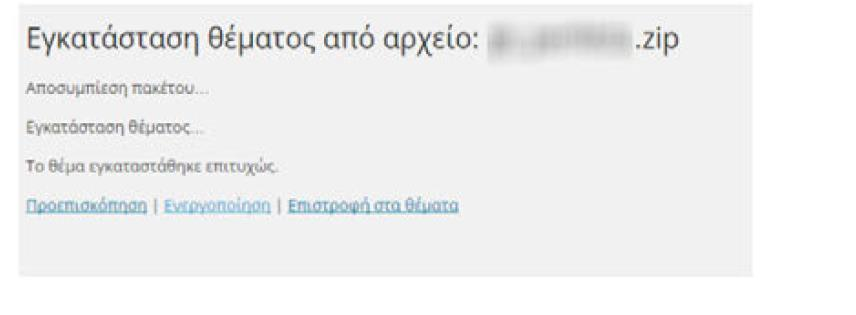 Εγκατάσταση θέματος από αρχείο: .zip
Αποσυμπίεση πακέτου...
Εγκατάσταση θέματος...
Το θέμα εγκαταστάθηκε επιτυχώς.
Προεπισκόπηση | Ενεργοποίηση | Επιστροφή στα θέματα